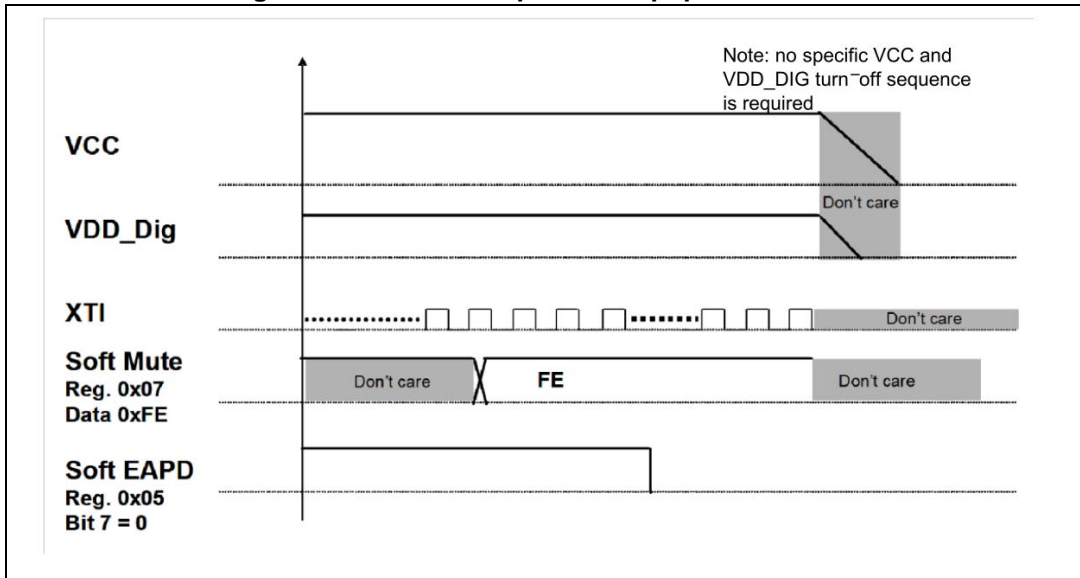 Note: no specific VCC and
VDD_DIG turn-off sequence
is required
VCC
Don't care
VDD_Dig
XTI
Don't care
Soft Mute
Reg. 0x07
Data 0xFE
Don't care
FE
Don't care
Soft EAPD
Reg. 0x05
Bit 7 = 0